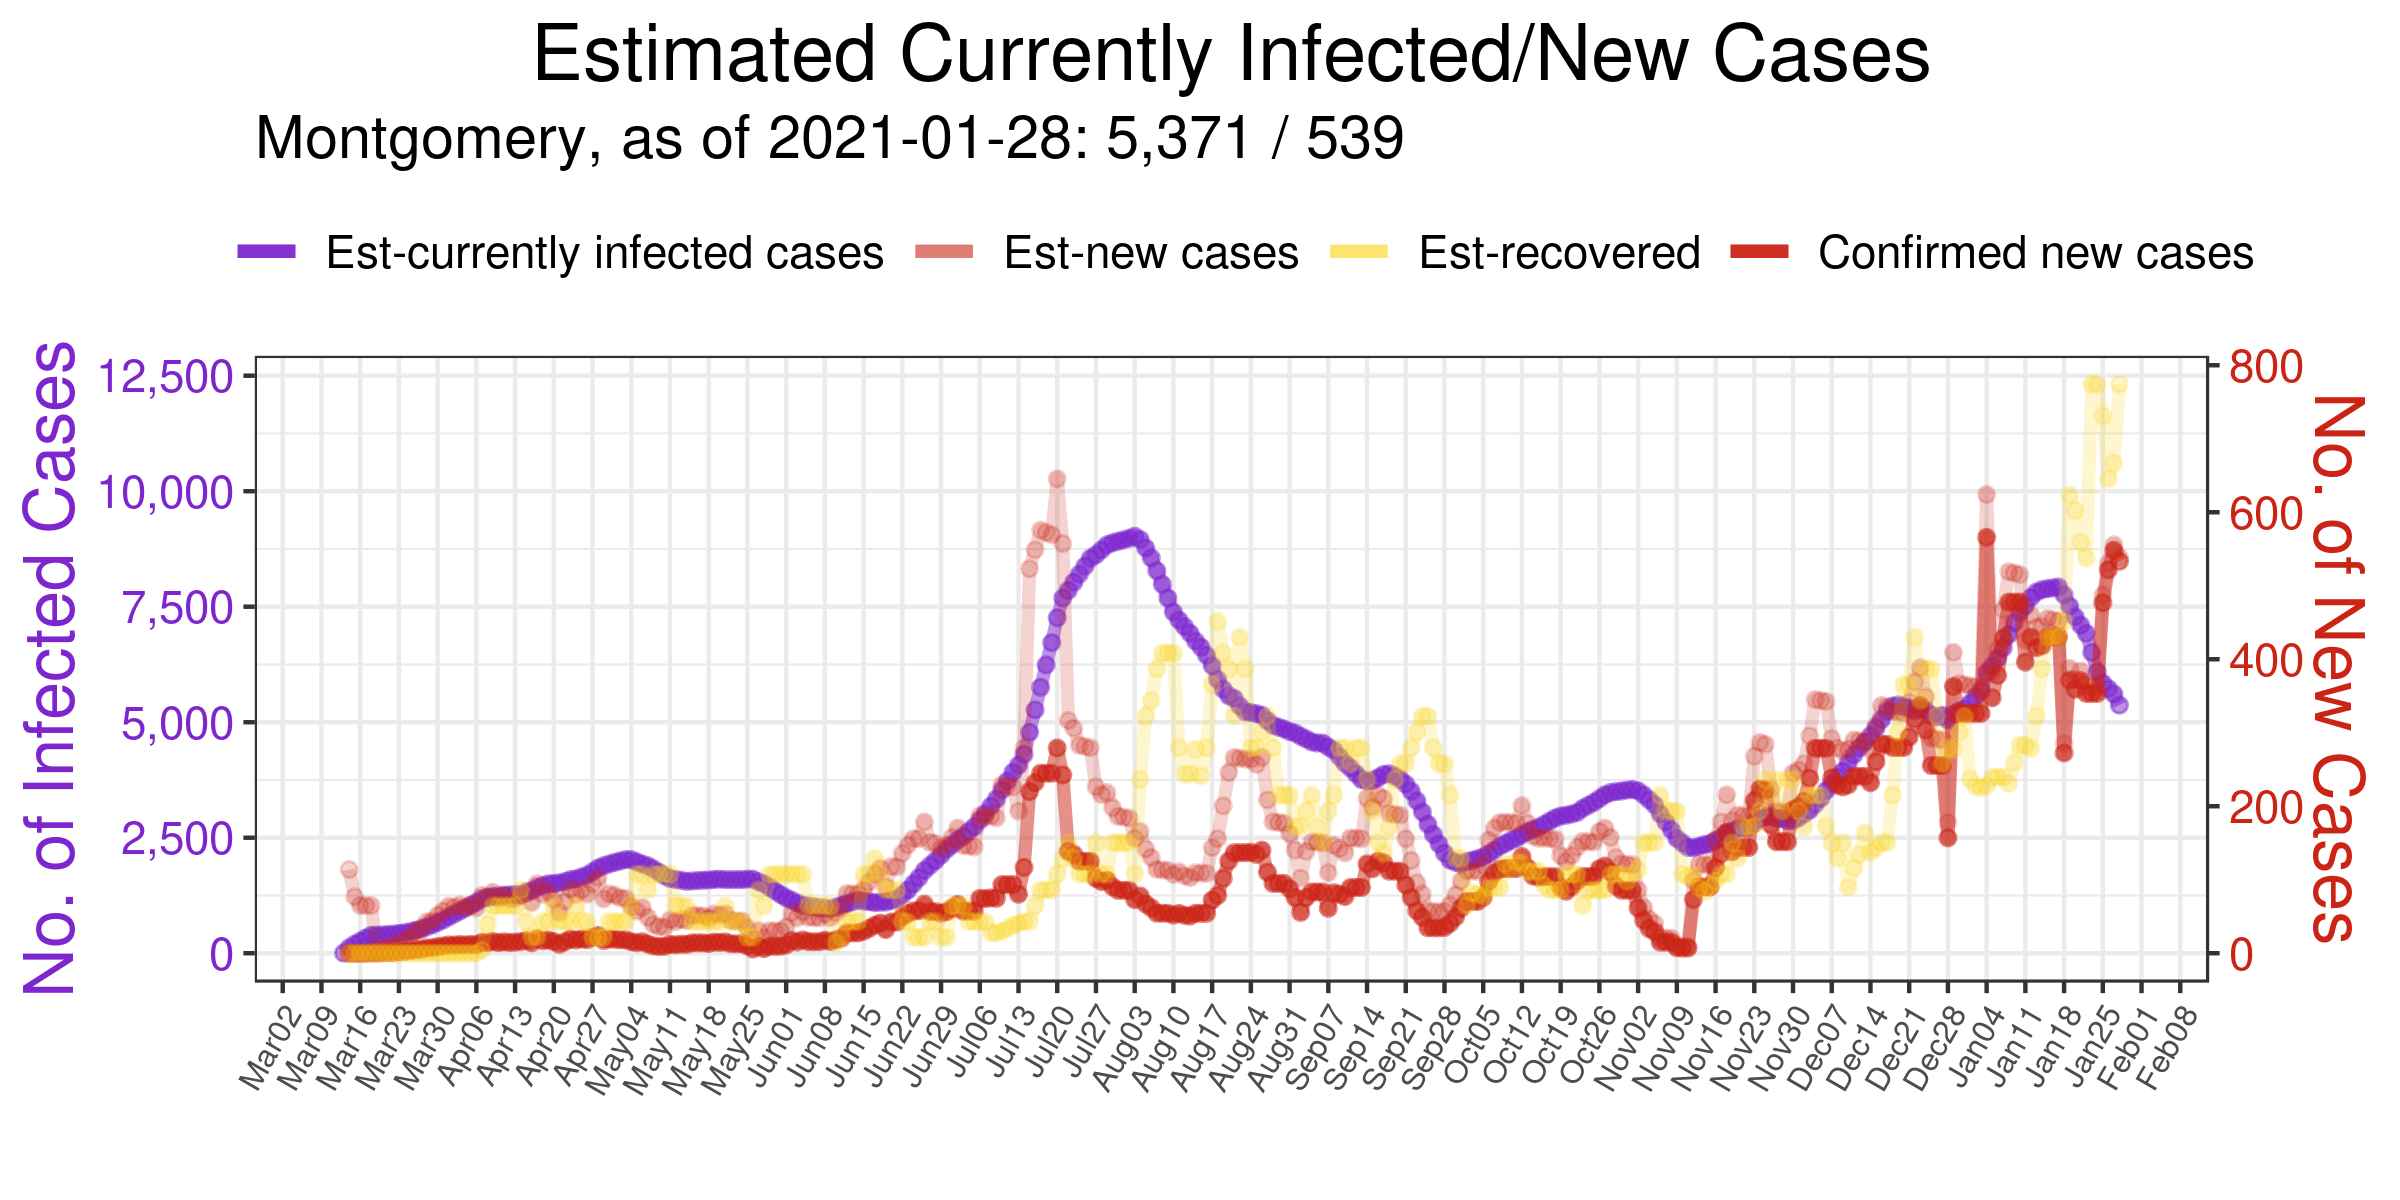 Estimated Currently Infected/New Cases
Montgomery, as of 2021-01-28: 5,371 / 539
Est-currently infected cases Est-new cases Est-recovered Confirmed new cases
No. of Infected Cases
12,500
10,000
7,500
5,000
2,500
0
800
600
400
200
0
No. of New Cases
Mar02 Mar09 Mar16 Mar23 Mar30 Apr06 Apr13 Apr20 Apr27 May04 May11 May18 May25 Jun01 Jun08 Jun15 Jun22 Jun29 Jul06 Jul13 Jul20 Jul27 Aug03 Aug10 Aug17 Aug24 Aug31 Sep07 Sep14 Sep21 Sep28 Oct05 Oct12 Oct19 Oct26 Nov02 Nov09 Nov16 Nov23 Nov30 Dec07 Dec14 Dec21 Dec28 Jan04 Jan11 Jan18 Jan25 Feb01 Feb08